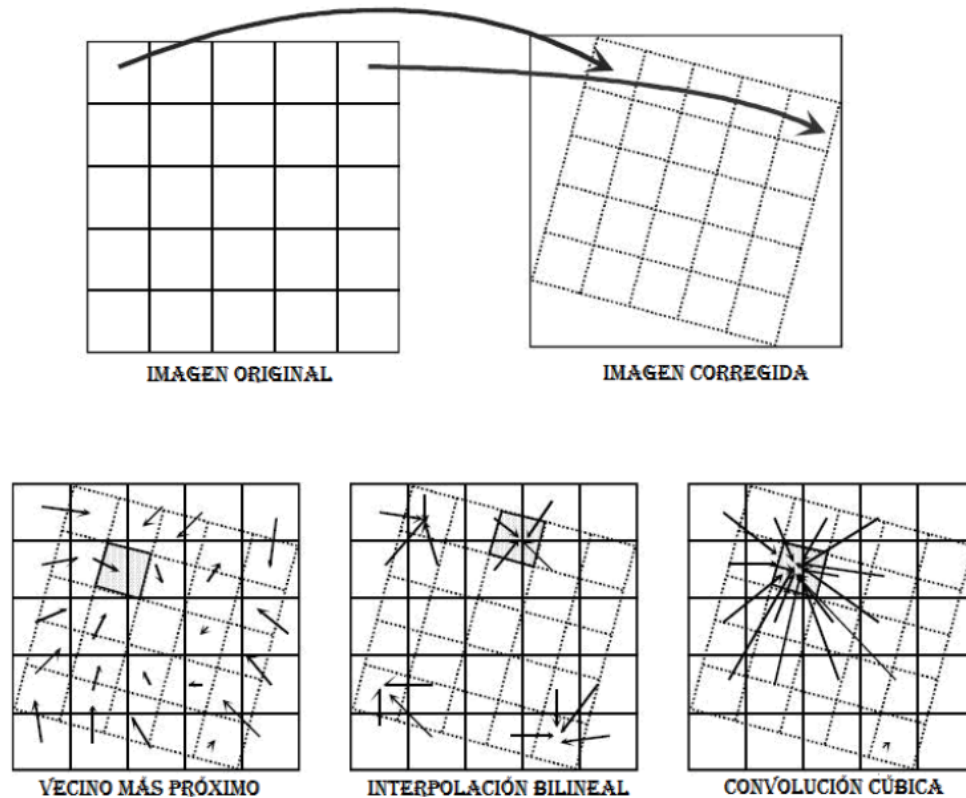 IMAGEN ORIGINAL
IMAGEN CORREGIDA
VECINO MÁS PRÓXIMO
INTERPOLACIÓN BILINEAL
CONVOLUCIÓN CÚBICA